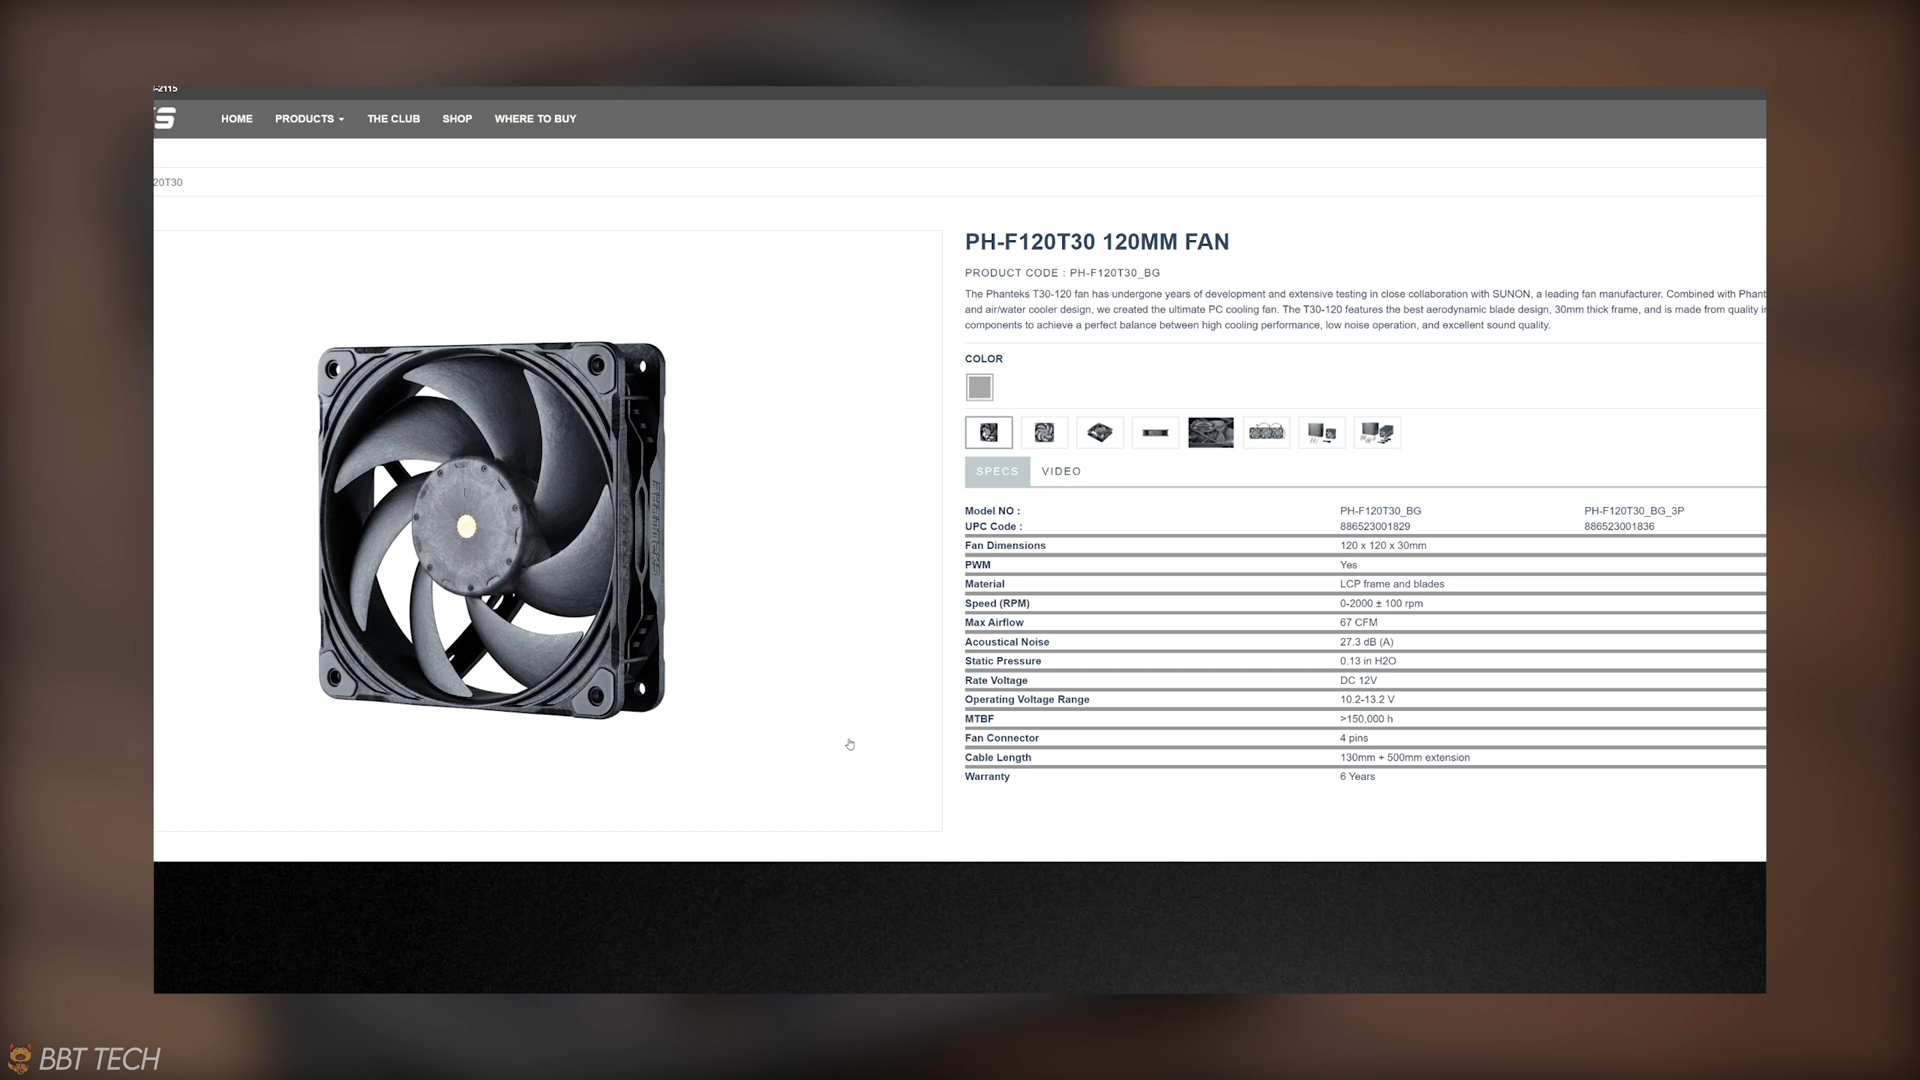 -2115
S
HOME PRODUCTS THE CLUB SHOP WHERE TO BUY
20T30
PH-F120T30 120MM FAN
PRODUCT CODE : PH-F120T30_BG
The Phanteks T30-120 fan has undergone years of development and extensive testing in close collaboration with SUNON, a leading fan manufacturer. Combined with Phant
and air/water cooler design, we created the ultimate PC cooling fan. The T30-120 features the best aerodynamic blade design, 30mm thick frame, and is made from quality i
components to achieve a perfect balance between high cooling performance, low noise operation, and excellent sound quality.
COLOR
SPECS VIDEO
Model NO : PH-F120T30_BG PH-F120T30_BG_3P
UPC Code : 886523001829 886523001836
Fan Dimensions 120 x 120 x 30mm
PWM Yes
Material LCP frame and blades
Speed (RPM) 0-2000 ± 100 rpm
Max Airflow 67 CFM
Acoustical Noise 27.3 dB (A)
Static Pressure 0.13 in H2O
Rate Voltage DC 12V
Operating Voltage Range 10.2-13.2 V
MTBF >150,000 h
Fan Connector 4 pins
Cable Length 130mm + 500mm extension
Warranty 6 Years
PHANTEKS
BBT TECH